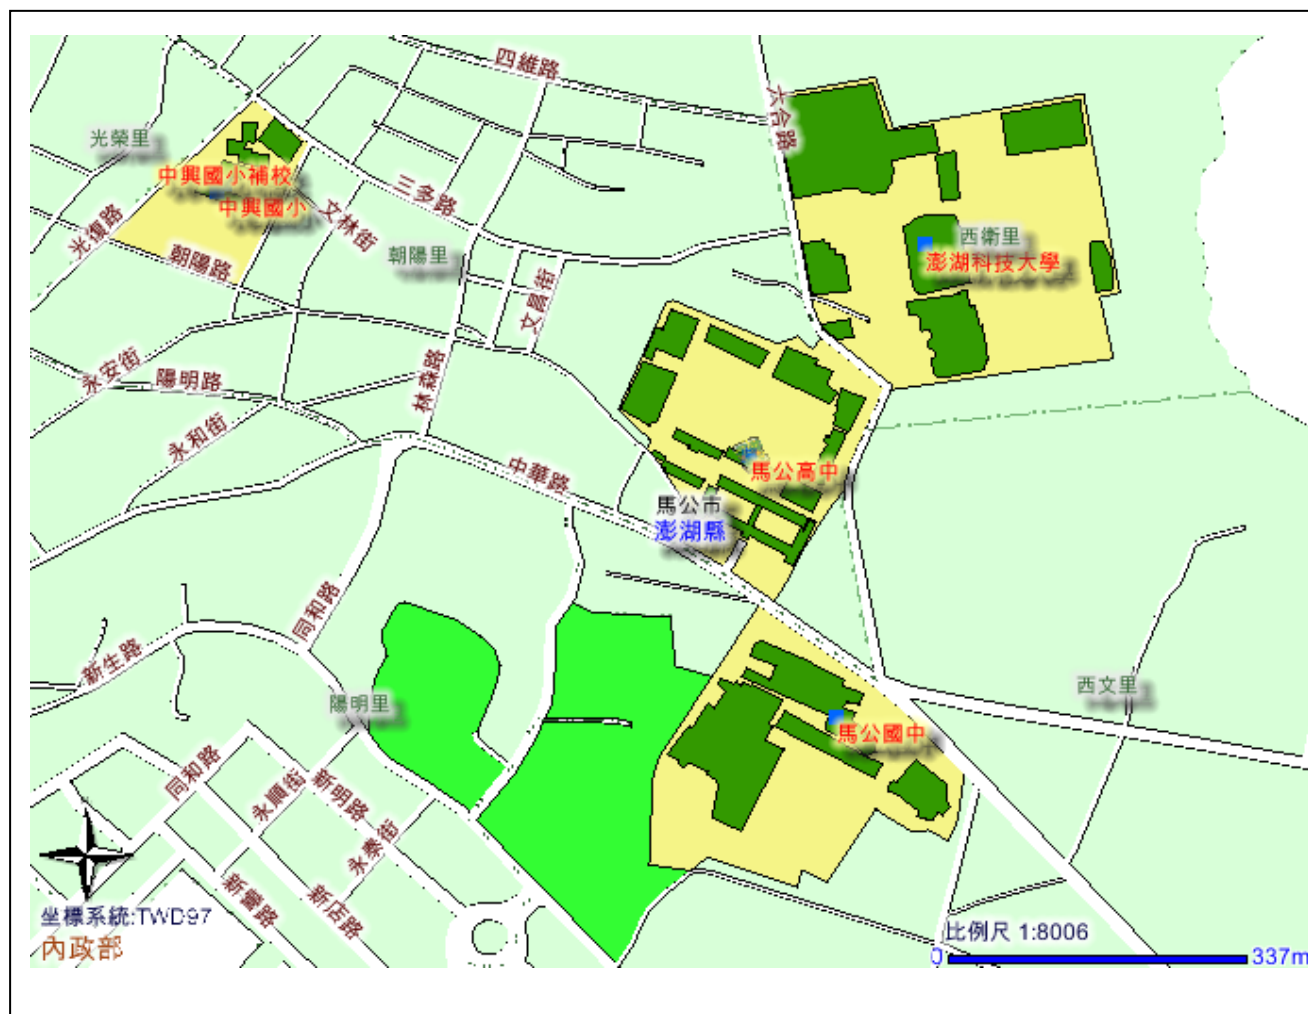 四維路
六合路
光榮里
中興國小補校
中興國小
三多路
文林街
光復路
朝陽路
朝陽里
文昌街
西衛里
澎湖科技大學
永安街
陽明路
林森路
永和街
中華路
馬公高中
馬公市
澎湖縣
同和路
新生路
陽明里
西文里
馬公國中
同和路
永順街
新明路
永泰街
新店路
坐標系統:TWD97
內政部
比例尺 1:8006
0
337m